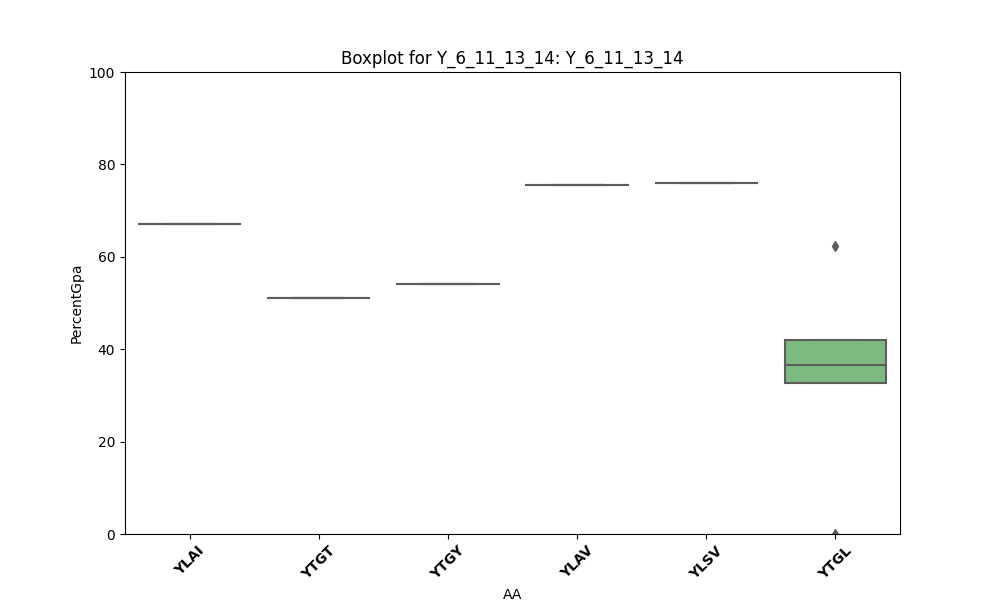 Boxplot for Y_6_11_13_14: Y_6_11_13_14
100
80
60
40
20
0
PercentGpa
YLAI
YTGT
YTGY
YLAV
YLSV
YTGL
AA